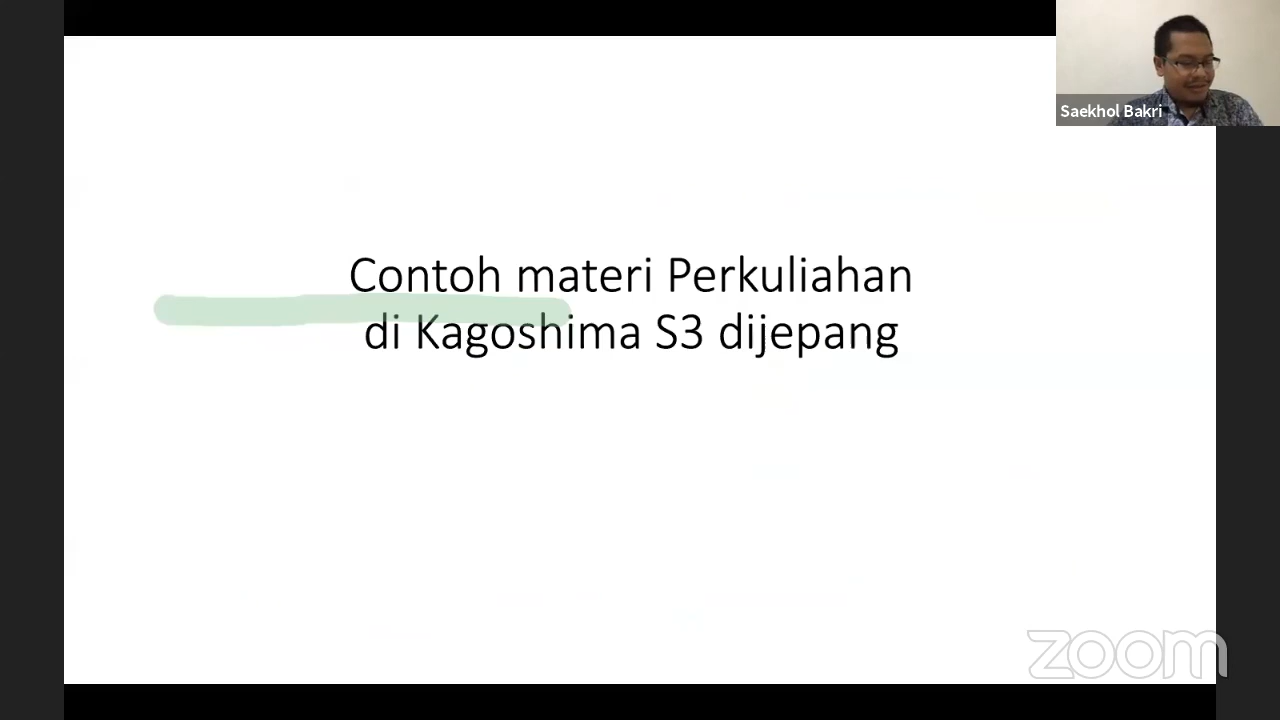 Saekhol Bakri
Contoh materi Perkuliahan
di Kagoshima S3 dijepang
zoom